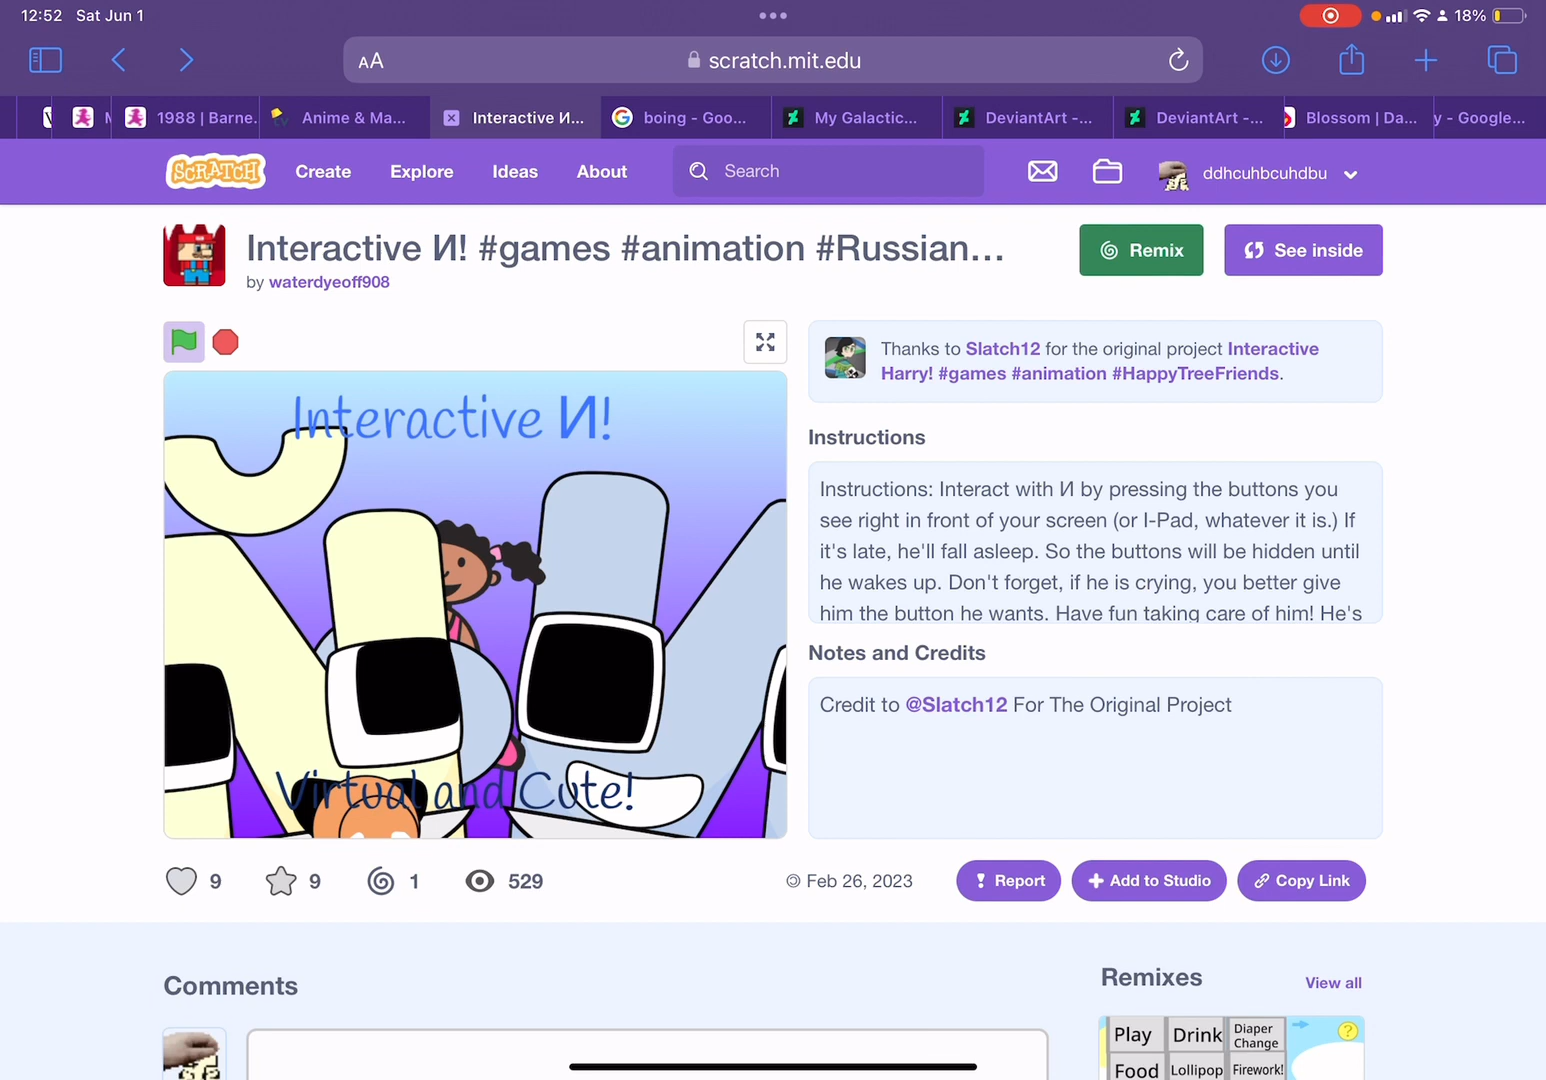 12:52 Sat Jun 1
18%
AA scratch.mit.edu
1988 | Barne...
Anime & Ma...
Interactive И...
boing - Goo...
My Galactic...
DeviantArt -...
DeviantArt -...
Blossom | Da...
y - Google...
SCRATCH Create Explore Ideas About Search ddhcuhbcuhdbu
Interactive И! #games #animation #Russian...
by waterdyeoff908
Remix
See inside
Interactive И!
Virtual and Cute!
Thanks to Slatch12 for the original project Interactive
Harry! #games #animation #HappyTreeFriends.
Instructions
Instructions: Interact with И by pressing the buttons you
see right in front of your screen (or I-Pad, whatever it is.) If
it's late, he'll fall asleep. So the buttons will be hidden until
he wakes up. Don't forget, if he is crying, you better give
him the button he wants. Have fun taking care of him! He's
Notes and Credits
Credit to @Slatch12 For The Original Project
9 9 1 529
© Feb 26, 2023
Report
Add to Studio
Copy Link
Comments
Remixes
View all
Play Drink Diaper Change
Food Lollipop Firework!
?